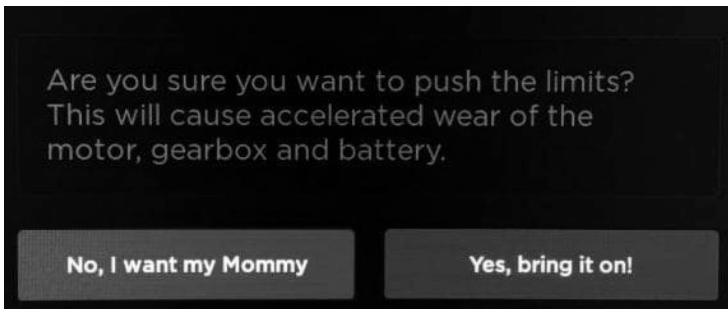 Are you sure you want to push the limits?
This will cause accelerated wear of the
motor, gearbox and battery.
No, I want my Mommy
Yes, bring it on!